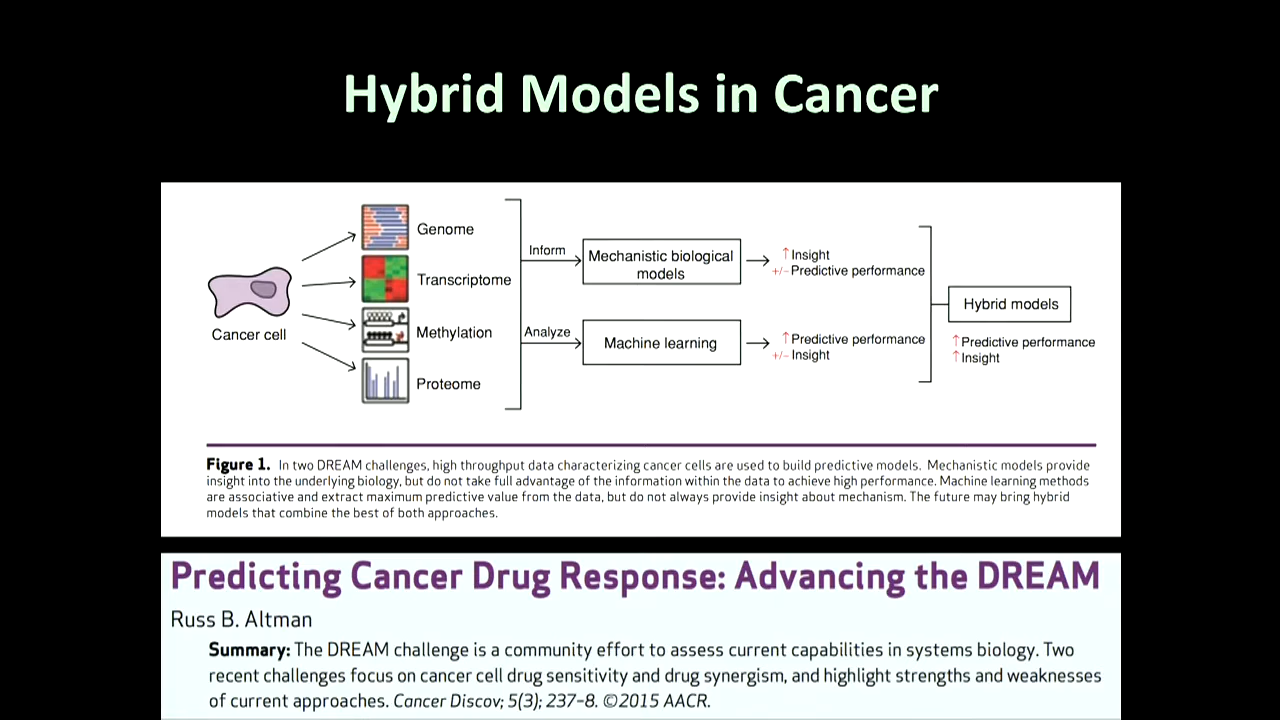 Hybrid Models in Cancer
Genome
Transcriptome
Methylation
Proteome
Cancer cell
Inform
Analyze
Mechanistic biological
models
Machine learning
↑Insight
+/- Predictive performance
↑Predictive performance
+/- Insight
Hybrid models
↑Predictive performance
↑Insight
Figure 1. In two DREAM challenges, high throughput data characterizing cancer cells are used to build predictive models. Mechanistic models provide
insight into the underlying biology, but do not take full advantage of the information within the data to achieve high performance. Machine learning methods
are associative and extract maximum predictive value from the data, but do not always provide insight about mechanism. The future may bring hybrid
models that combine the best of both approaches.
Predicting Cancer Drug Response: Advancing the DREAM
Russ B. Altman
Summary: The DREAM challenge is a community effort to assess current capabilities in systems biology. Two
recent challenges focus on cancer cell drug sensitivity and drug synergism, and highlight strengths and weaknesses
of current approaches. Cancer Discov; 5(3); 237–8. ©2015 AACR.